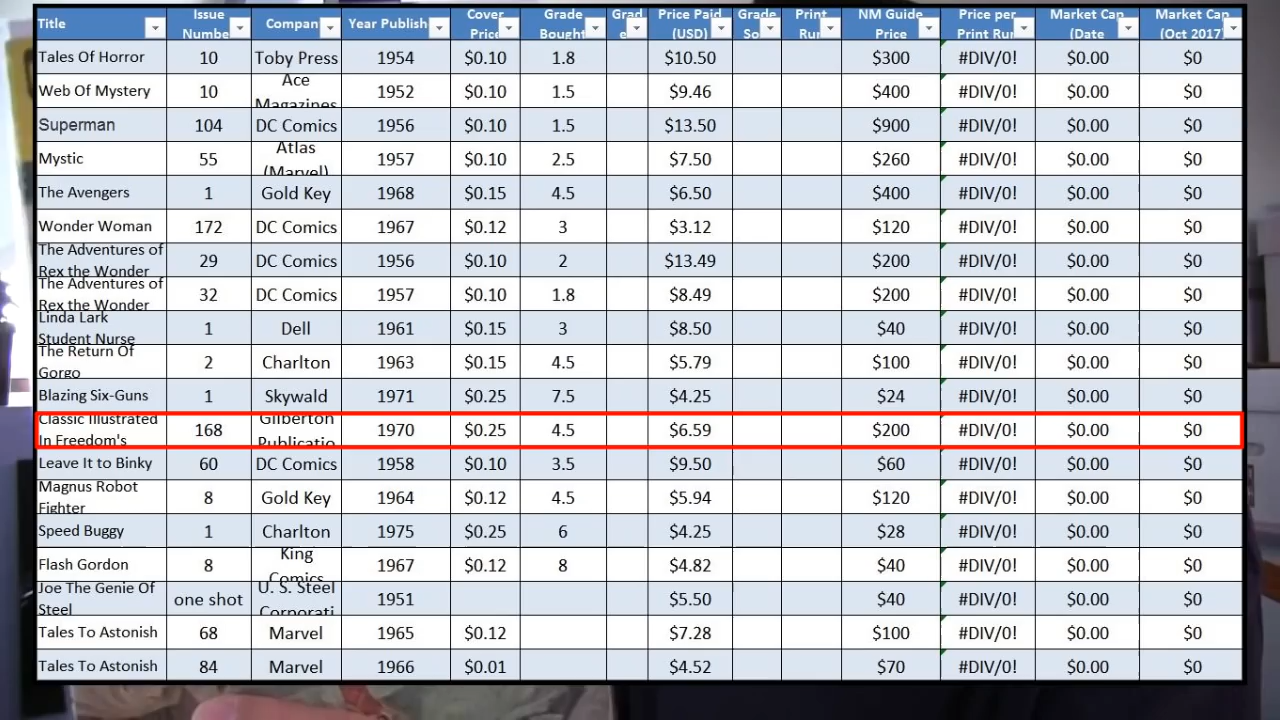 Title Issue Numbe Compan Year Publish Cover Price Grade Bought Grad e Price Paid (USD) Grade So Print Run NM Guide Price Price per Print Run Market Cap (Date Market Cap (Oct 2017)
Tales Of Horror 10 Toby Press 1954 $0.10 1.8 $10.50 $300 #DIV/0! $0.00 $0
Web Of Mystery 10 Ace Magazines 1952 $0.10 1.5 $9.46 $400 #DIV/0! $0.00 $0
Superman 104 DC Comics 1956 $0.10 1.5 $13.50 $900 #DIV/0! $0.00 $0
Mystic 55 Atlas (Marvel) 1957 $0.10 2.5 $7.50 $260 #DIV/0! $0.00 $0
The Avengers 1 Gold Key 1968 $0.15 4.5 $6.50 $400 #DIV/0! $0.00 $0
Wonder Woman 172 DC Comics 1967 $0.12 3 $3.12 $120 #DIV/0! $0.00 $0
The Adventures of Rex the Wonder 29 DC Comics 1956 $0.10 2 $13.49 $200 #DIV/0! $0.00 $0
The Adventures of Rex the Wonder 32 DC Comics 1957 $0.10 1.8 $8.49 $200 #DIV/0! $0.00 $0
Linda Lark Student Nurse 1 Dell 1961 $0.15 3 $8.50 $40 #DIV/0! $0.00 $0
The Return Of Gorgo 2 Charlton 1963 $0.15 4.5 $5.79 $100 #DIV/0! $0.00 $0
Blazing Six-Guns 1 Skywald 1971 $0.25 7.5 $4.25 $24 #DIV/0! $0.00 $0
Classic Illustrated In Freedom's 168 Gilberton Publicatio 1970 $0.25 4.5 $6.59 $200 #DIV/0! $0.00 $0
Leave It to Binky 60 DC Comics 1958 $0.10 3.5 $9.50 $60 #DIV/0! $0.00 $0
Magnus Robot Fighter 8 Gold Key 1964 $0.12 4.5 $5.94 $120 #DIV/0! $0.00 $0
Speed Buggy 1 Charlton 1975 $0.25 6 $4.25 $28 #DIV/0! $0.00 $0
Flash Gordon 8 King Comics 1967 $0.12 8 $4.82 $40 #DIV/0! $0.00 $0
Joe The Genie Of Steel one shot U. S. Steel Corporati 1951 $5.50 $40 #DIV/0! $0.00 $0
Tales To Astonish 68 Marvel 1965 $0.12 $7.28 $100 #DIV/0! $0.00 $0
Tales To Astonish 84 Marvel 1966 $0.01 $4.52 $70 #DIV/0! $0.00 $0